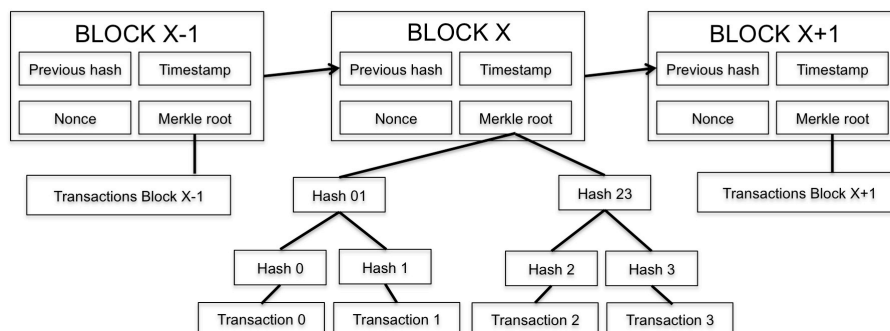 BLOCK X-1
Previous hash
Timestamp
Nonce
Merkle root
Transactions Block X-1
BLOCK X
Previous hash
Timestamp
Nonce
Merkle root
Hash 01
Hash 23
Hash 0
Hash 1
Hash 2
Hash 3
Transaction 0
Transaction 1
Transaction 2
Transaction 3
BLOCK X+1
Previous hash
Timestamp
Nonce
Merkle root
Transactions Block X+1